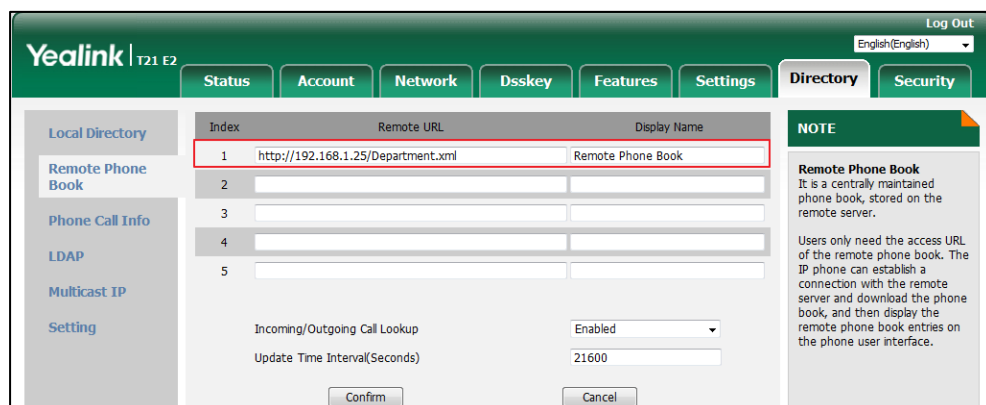 Log Out
English(English)
Yealink T21 E2
Status Account Network Dsskey Features Settings Directory Security
Local Directory
Remote Phone
Book
Phone Call Info
LDAP
Multicast IP
Setting
Index Remote URL Display Name
1 http://192.168.1.25/Department.xml Remote Phone Book
2
3
4
5
Incoming/Outgoing Call Lookup Enabled
Update Time Interval(Seconds) 21600
Confirm Cancel
NOTE
Remote Phone Book
It is a centrally maintained
phone book, stored on the
remote server.
Users only need the access URL
of the remote phone book. The
IP phone can establish a
connection with the remote
server and download the phone
book, and then display the
remote phone book entries on
the phone user interface.